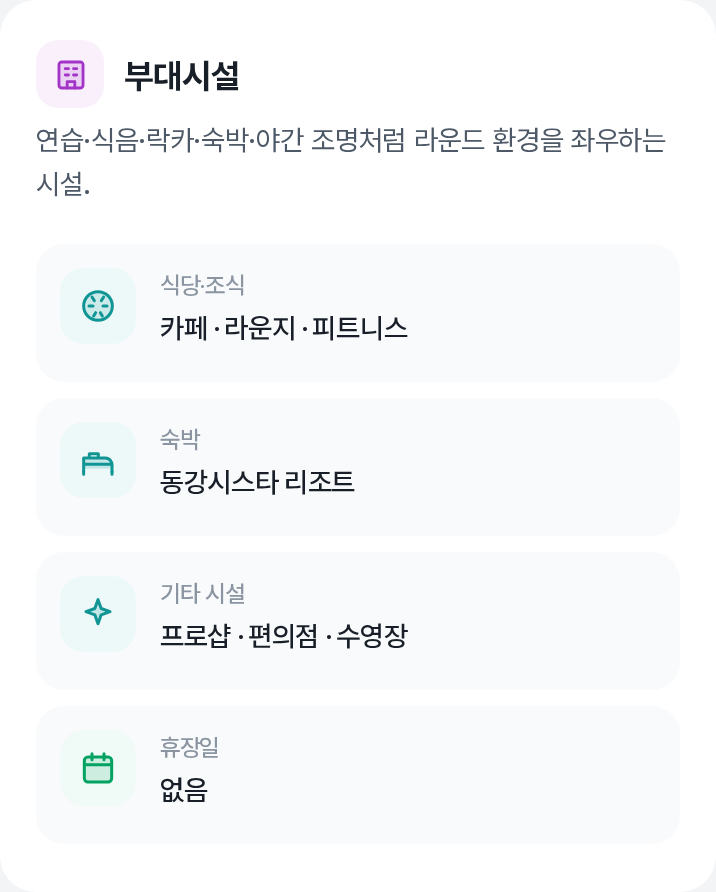 부대시설
연습·식음·락카·숙박·야간 조명처럼 라운드 환경을 좌우하는
시설.
식당·조식
카페 · 라운지 · 피트니스
숙박
동강시스타 리조트
기타 시설
프로샵 · 편의점 · 수영장
휴장일
없음